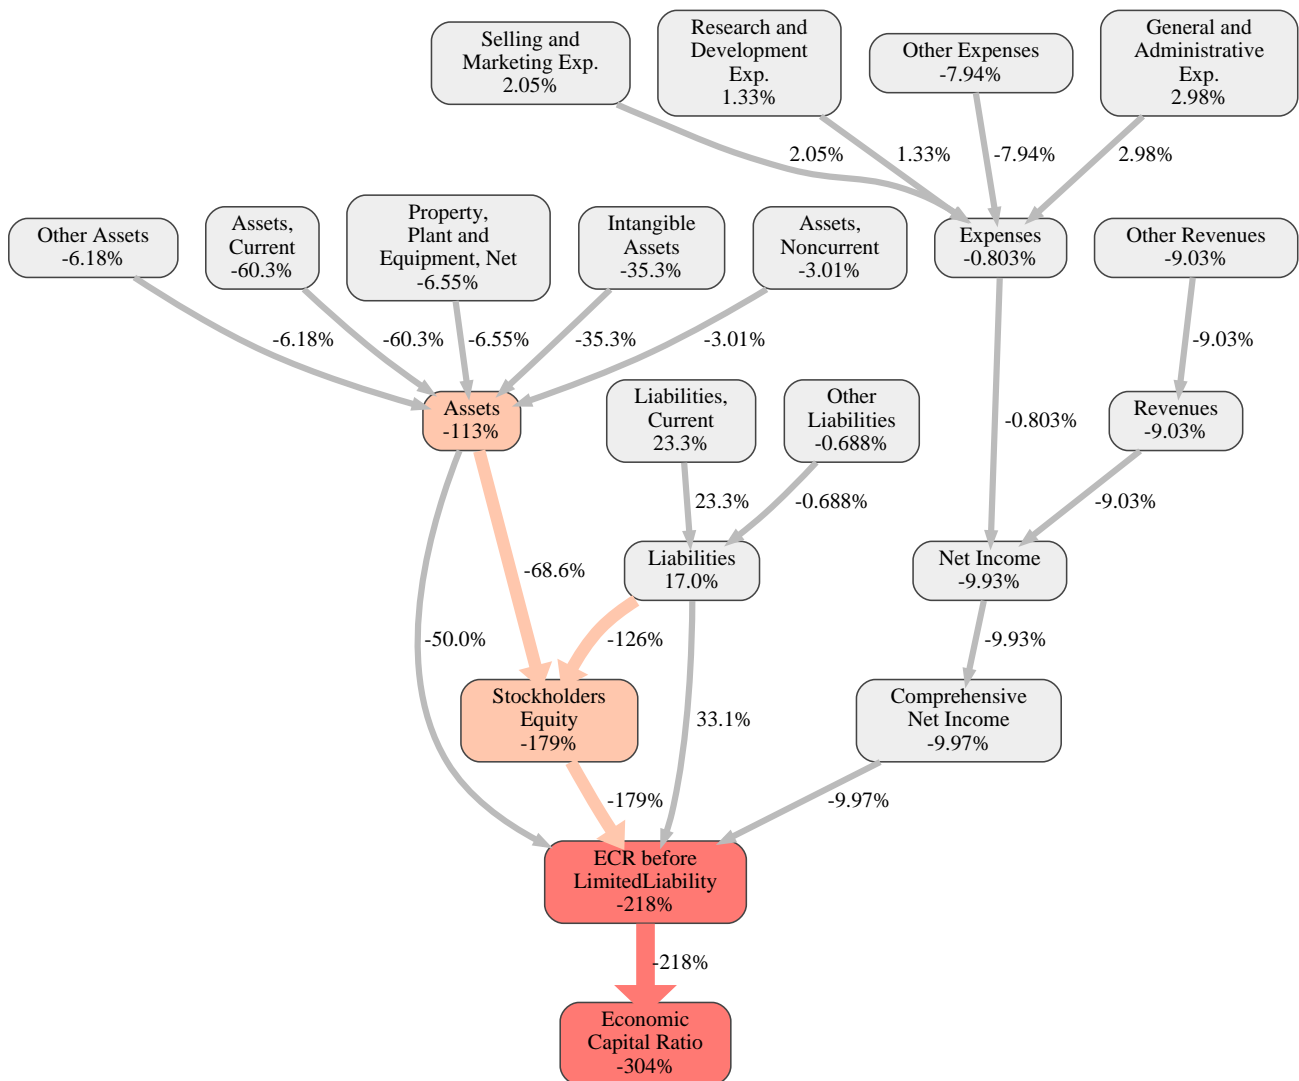 Selling and
Marketing Exp.
2.05%
Research and
Development
Exp.
1.33%
Other Expenses
-7.94%
General and
Administrative
Exp.
2.98%
2.05%
1.33%
-7.94%
2.98%
Other Assets
-6.18%
Assets,
Current
-60.3%
Property,
Plant and
Equipment, Net
-6.55%
Intangible
Assets
-35.3%
Assets,
Noncurrent
-3.01%
Expenses
-0.803%
Other Revenues
-9.03%
-6.18%
-60.3%
-6.55%
-35.3%
-3.01%
-9.03%
Assets
-113%
Liabilities,
Current
23.3%
Other
Liabilities
-0.688%
-0.803%
Revenues
-9.03%
23.3%
-0.688%
-9.03%
-68.6%
Liabilities
17.0%
Net Income
-9.93%
-50.0%
-126%
-9.93%
Stockholders
Equity
-179%
33.1%
Comprehensive
Net Income
-9.97%
-179%
-9.97%
ECR before
LimitedLiability
-218%
-218%
Economic
Capital Ratio
-304%